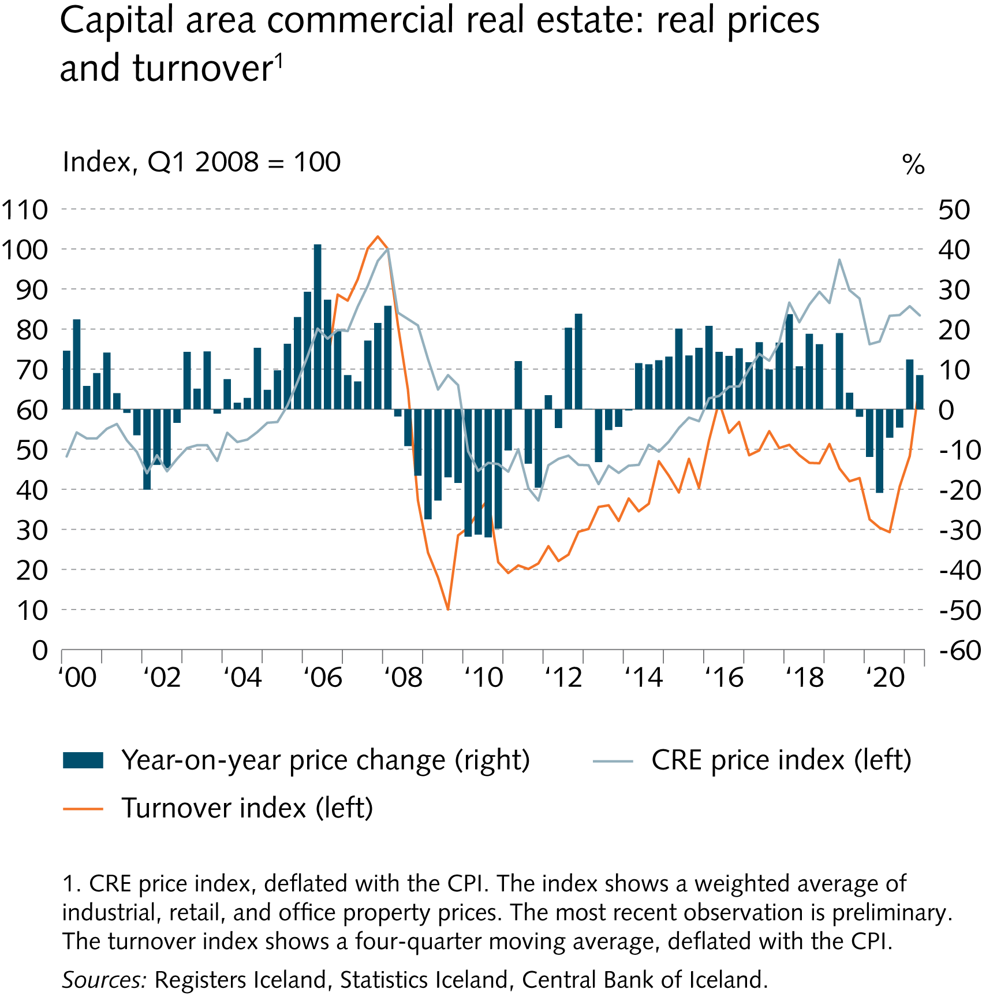 Capital area commercial real estate: real prices
and turnover¹
Index, Q1 2008 = 100
%
110
50
100
40
90
30
80
20
70
10
60
0
50
-10
40
-20
30
-30
20
-40
10
-50
0
-60
‘00 ‘02 ‘04 ‘06 ‘08 ‘10 ‘12 ‘14 ‘16 ‘18 ‘20
Year-on-year price change (right)
CRE price index (left)
Turnover index (left)
1. CRE price index, deflated with the CPI. The index shows a weighted average of
industrial, retail, and office property prices. The most recent observation is preliminary.
The turnover index shows a four-quarter moving average, deflated with the CPI.
Sources: Registers Iceland, Statistics Iceland, Central Bank of Iceland.